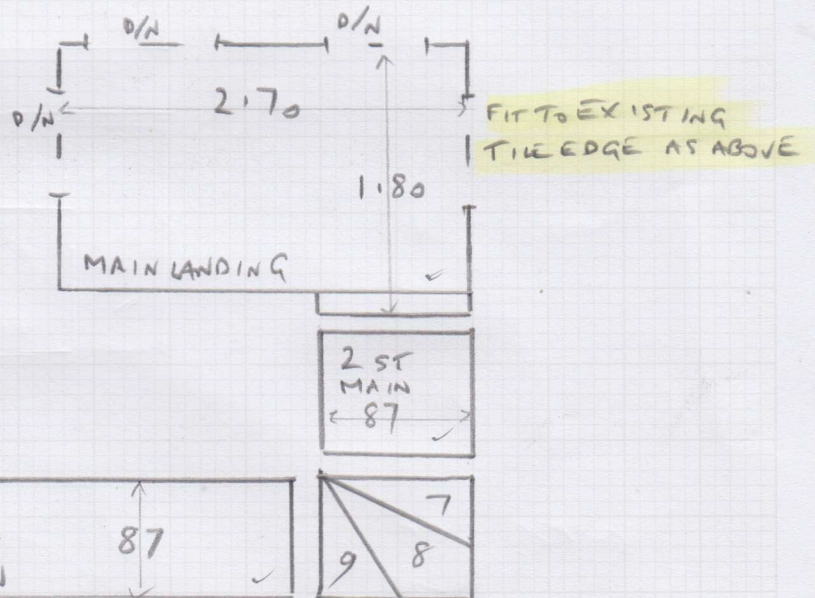 D/N
D/N
2.70
D/N
FIT TO EXISTING
TILE EDGE AS ABOVE
1.80
MAIN LANDING
2 ST
MAIN
87
87
7
8
9